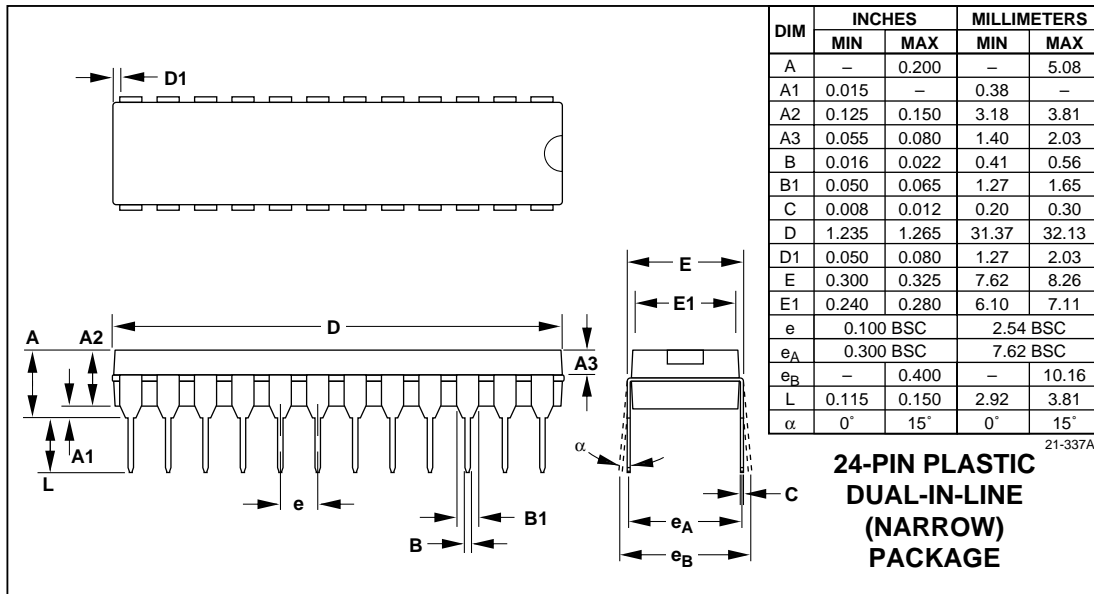 D1
D
A
A2
A3
A1
L
e
B1
B
E
E1
α
C
eA
eB
DIM INCHES MILLIMETERS
MIN MAX MIN MAX
A – 0.200 – 5.08
A1 0.015 – 0.38 –
A2 0.125 0.150 3.18 3.81
A3 0.055 0.080 1.40 2.03
B 0.016 0.022 0.41 0.56
B1 0.050 0.065 1.27 1.65
C 0.008 0.012 0.20 0.30
D 1.235 1.265 31.37 32.13
D1 0.050 0.080 1.27 2.03
E 0.300 0.325 7.62 8.26
E1 0.240 0.280 6.10 7.11
e 0.100 BSC 2.54 BSC
eA 0.300 BSC 7.62 BSC
eB – 0.400 – 10.16
L 0.115 0.150 2.92 3.81
α 0˚ 15˚ 0˚ 15˚
21-337A
24-PIN PLASTIC
DUAL-IN-LINE
(NARROW)
PACKAGE